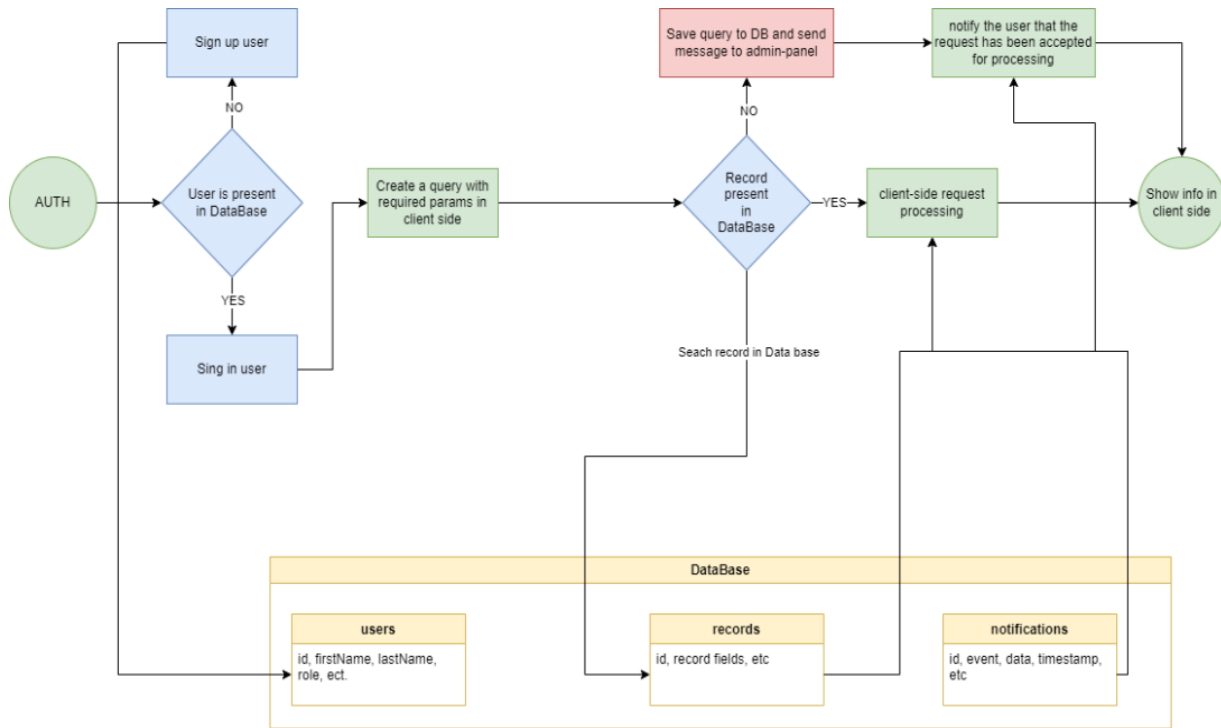 Sign up user
NO
AUTH
User is present
in DataBase
YES
Sing in user
Create a query with
required params in
client side
Save query to DB and send
message to admin-panel
NO
Record
present
in
DataBase
YES
Seach record in Data base
notify the user that the
request has been accepted
for processing
client-side request
processing
Show info in
client side
DataBase
users
id, firstName, lastName,
role, ect.
records
id, record fields, etc
notifications
id, event, data, timestamp,
etc